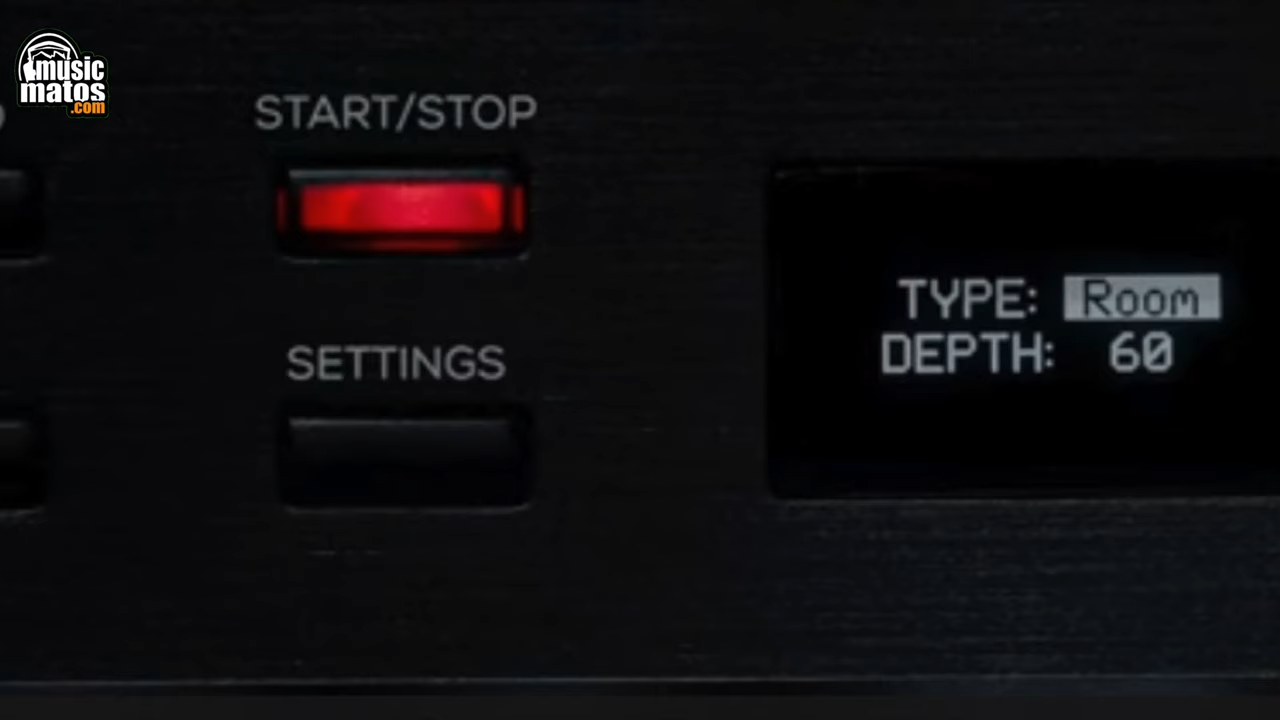 music
matos
.com
START/STOP
SETTINGS
TYPE: Room
DEPTH: 60